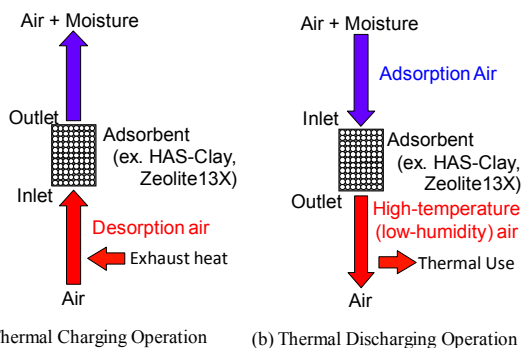 Air + Moisture
Outlet
Adsorbent
(ex. HAS-Clay,
Zeolite13X)
Inlet
Desorption air
Exhaust heat
Air
hermal Charging Operation
Air + Moisture
Adsorption Air
Inlet
Adsorbent
(ex. HAS-Clay,
Zeolite13X)
Outlet
High-temperature
(low-humidity) air
Thermal Use
Air
(b) Thermal Discharging Operation